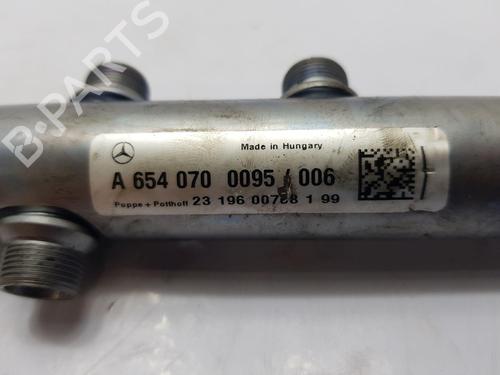 B-PARTS
Made in Hungary
A 654 070 0095 / 006
Poppe + Potthoff 23 196 00788 1 99